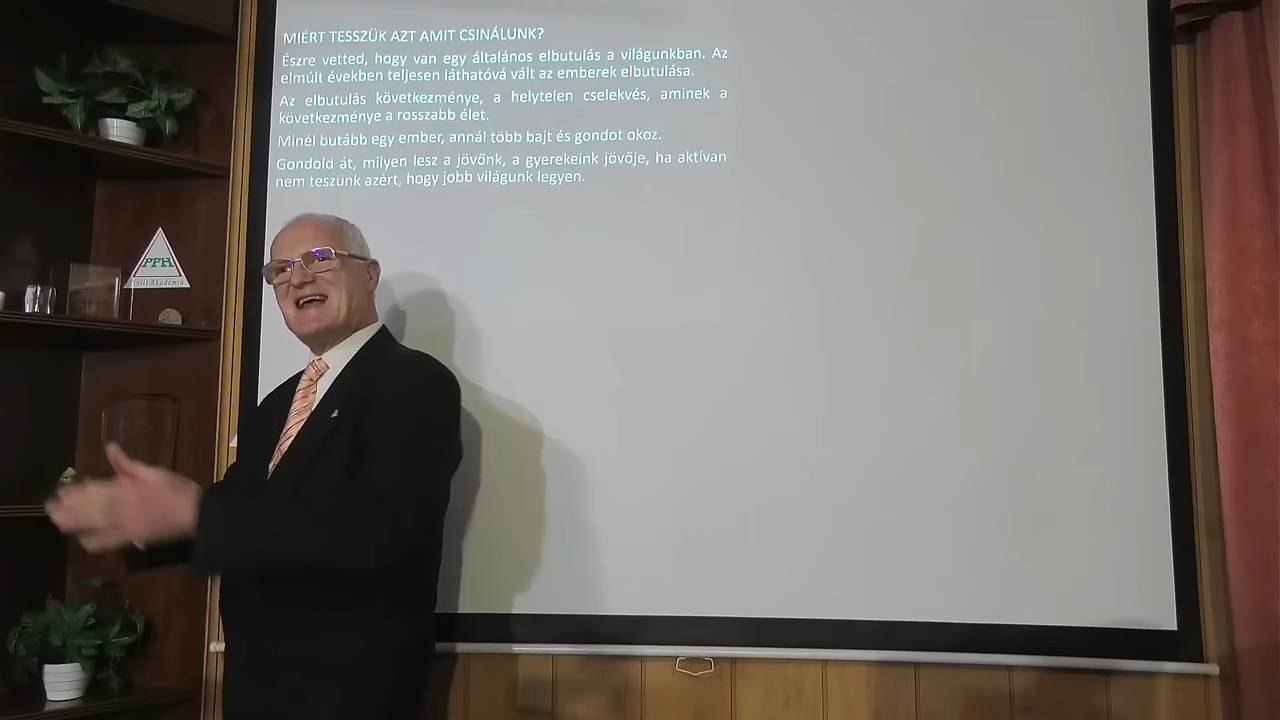 MIÉRT TESSZÜK AZT AMIT CSINÁLUNK?
Észre vetted, hogy van egy általános elbutulás a világunkban. Az
elmúlt években teljesen láthatóvá vált az emberek elbutulása.
Az elbutulás következménye, a helytelen cselekvés, aminek a
következménye a rosszabb élet.
Minél butább egy ember, annál több bajt és gondot okoz.
Gondold át, milyen lesz a jövőnk, a gyerekeink jövője, ha aktívan
nem teszünk azért, hogy jobb világunk legyen.
PPH
Akadémia